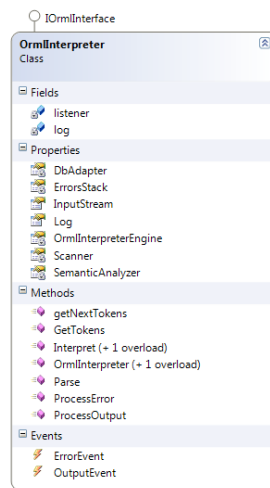 IOrmlInterface
OrmlInterpreter
Class
Fields
listener
log
Properties
DbAdapter
ErrorsStack
InputStream
Log
OrmlInterpreterEngine
Scanner
SemanticAnalyzer
Methods
getNextTokens
GetTokens
Interpret (+ 1 overload)
OrmlInterpreter (+ 1 overload)
Parse
ProcessError
ProcessOutput
Events
ErrorEvent
OutputEvent